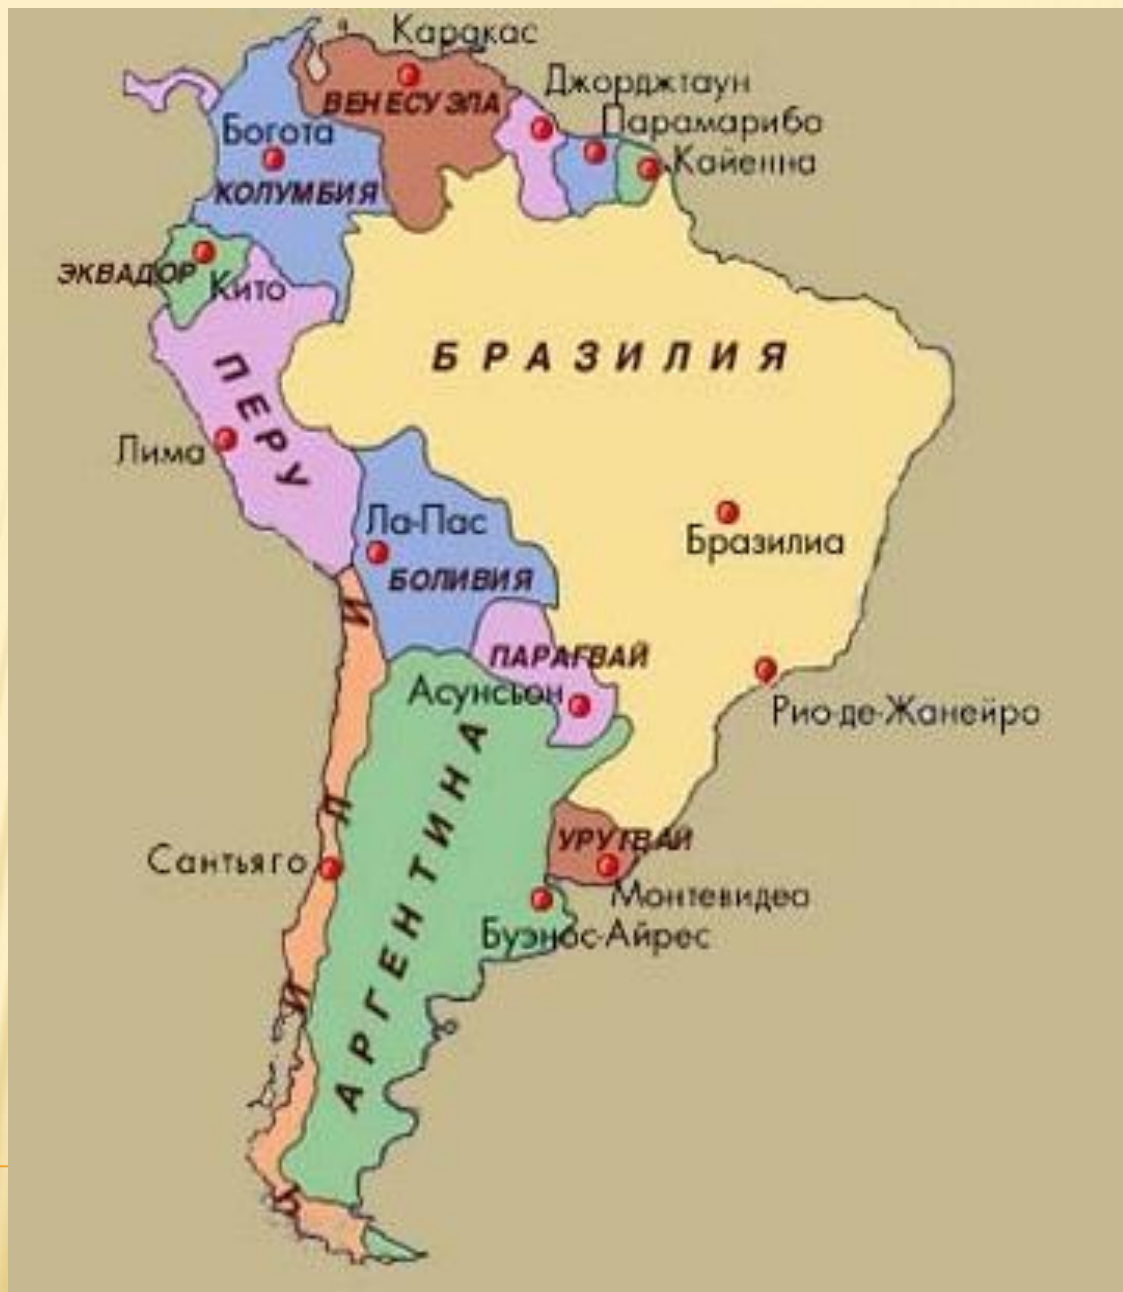 Каракас
Джорджтаун
ВЕНЕСУЭЛА
Парамарибо
Богота
Кайенна
КОЛУМБИЯ
ЭКВАДОР
Кито
БРАЗИЛИЯ
ПЕРУ
Лима
Ла-Пас
Бразилиа
БОЛИВИЯ
ПАРАГВАЙ
Асунсьон
Рио-де-Жанейро
ЧИЛИ
АРГЕНТИНА
УРУГВАЙ
Сантьяго
Монтевидео
Буэнос-Айрес